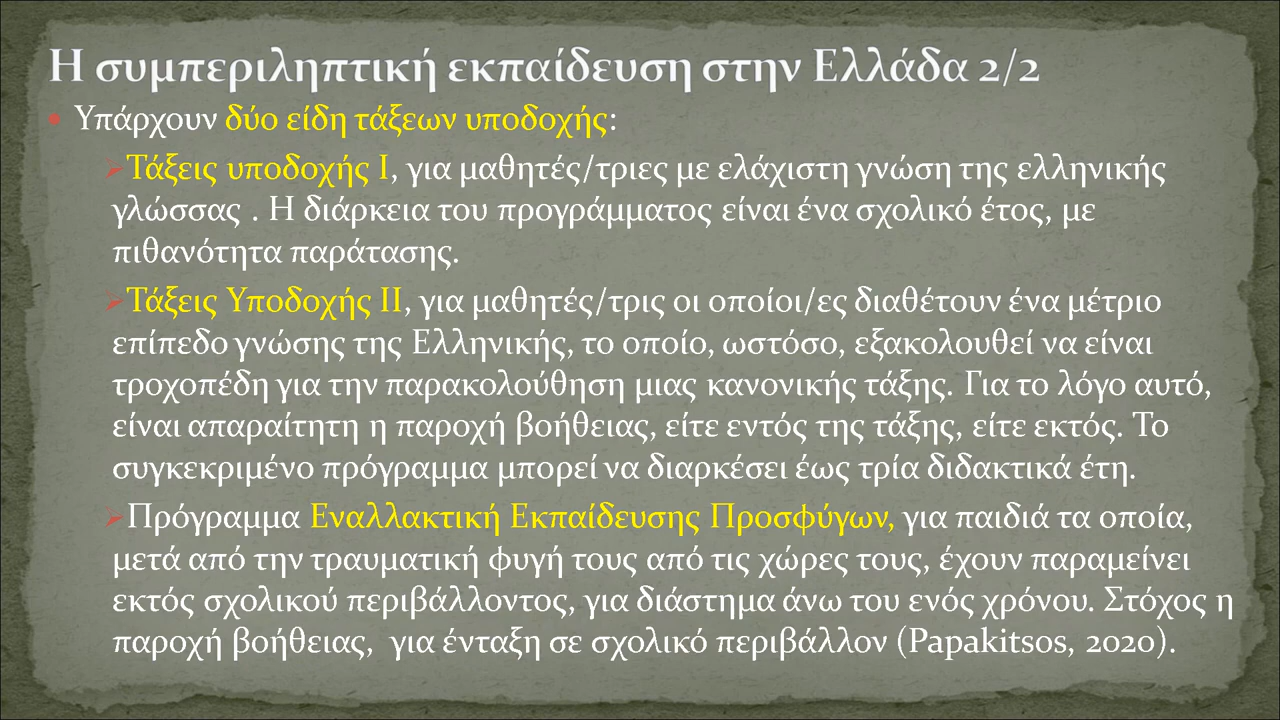 Η συμπεριληπτική εκπαίδευση στην Ελλάδα 2/2
• Υπάρχουν δύο είδη τάξεων υποδοχής:
➢Τάξεις υποδοχής Ι, για μαθητές/τριες με ελάχιστη γνώση της ελληνικής
γλώσσας . Η διάρκεια του προγράμματος είναι ένα σχολικό έτος, με
πιθανότητα παράτασης.
➢Τάξεις Υποδοχής ΙΙ, για μαθητές/τρις οι οποίοι/ες διαθέτουν ένα μέτριο
επίπεδο γνώσης της Ελληνικής, το οποίο, ωστόσο, εξακολουθεί να είναι
τροχοπέδη για την παρακολούθηση μιας κανονικής τάξης. Για το λόγο αυτό,
είναι απαραίτητη η παροχή βοήθειας, είτε εντός της τάξης, είτε εκτός. Το
συγκεκριμένο πρόγραμμα μπορεί να διαρκέσει έως τρία διδακτικά έτη.
➢Πρόγραμμα Εναλλακτική Εκπαίδευσης Προσφύγων, για παιδιά τα οποία,
μετά από την τραυματική φυγή τους από τις χώρες τους, έχουν παραμείνει
εκτός σχολικού περιβάλλοντος, για διάστημα άνω του ενός χρόνου. Στόχος η
παροχή βοήθειας, για ένταξη σε σχολικό περιβάλλον (Papakitsos, 2020).